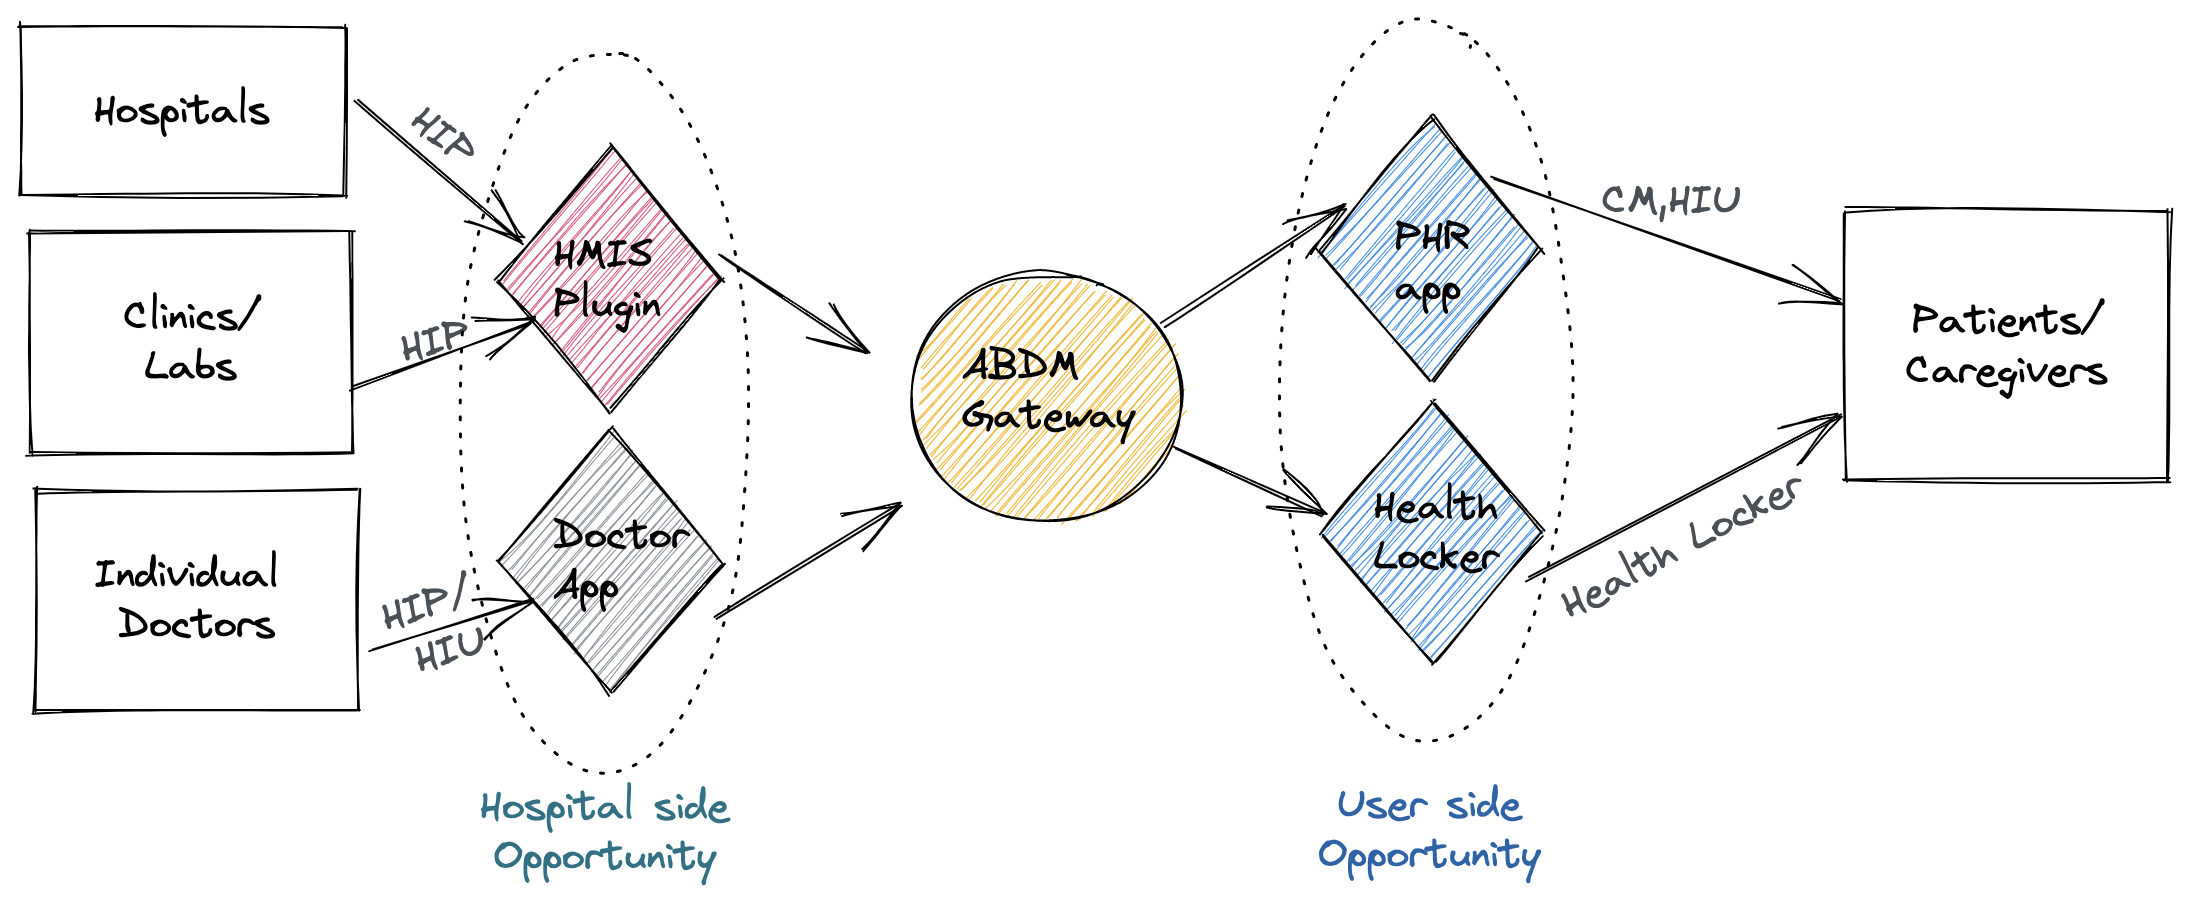 Hospitals
HIP
HMIS
Plugin
Clinics/
Labs
HIP
Individual
Doctors
HIP/
HIU
Doctor
App
Hospital side
Opportunity
ABDM
Gateway
PHR
app
CM,HIU
Health
Locker
Health Locker
User side
Opportunity
Patients/
Caregivers